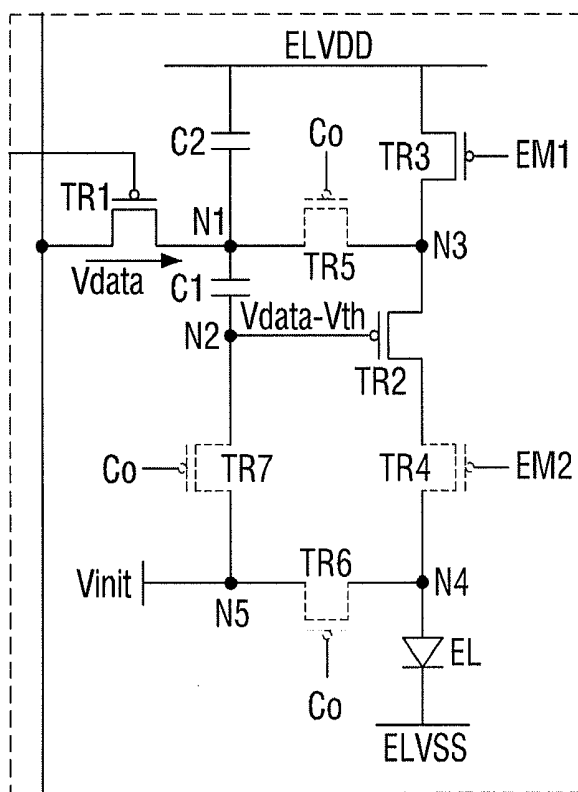 ELVDD
C2
Co
TR3
EM1
TR1
N1
TR5
N3
Vdata
C1
Vdata-Vth
N2
TR2
Co
TR7
TR4
EM2
Vinit
TR6
N5
N4
EL
Co
ELVSS